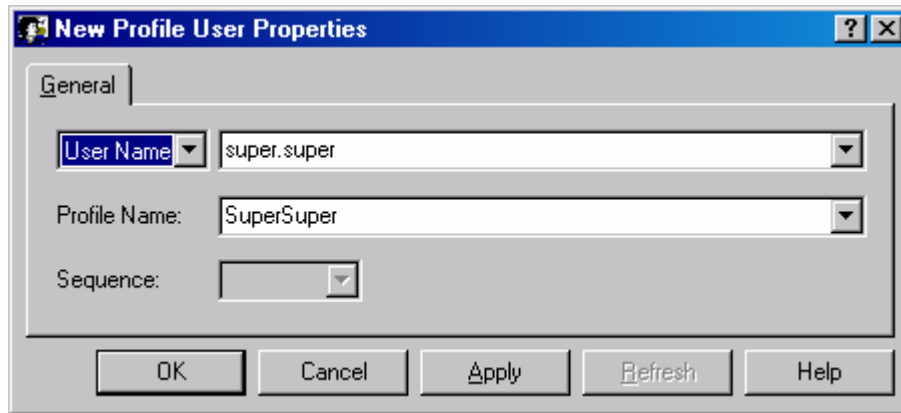 New Profile User Properties
General
User Name super.super
Profile Name: SuperSuper
Sequence:
OK Cancel Apply Refresh Help